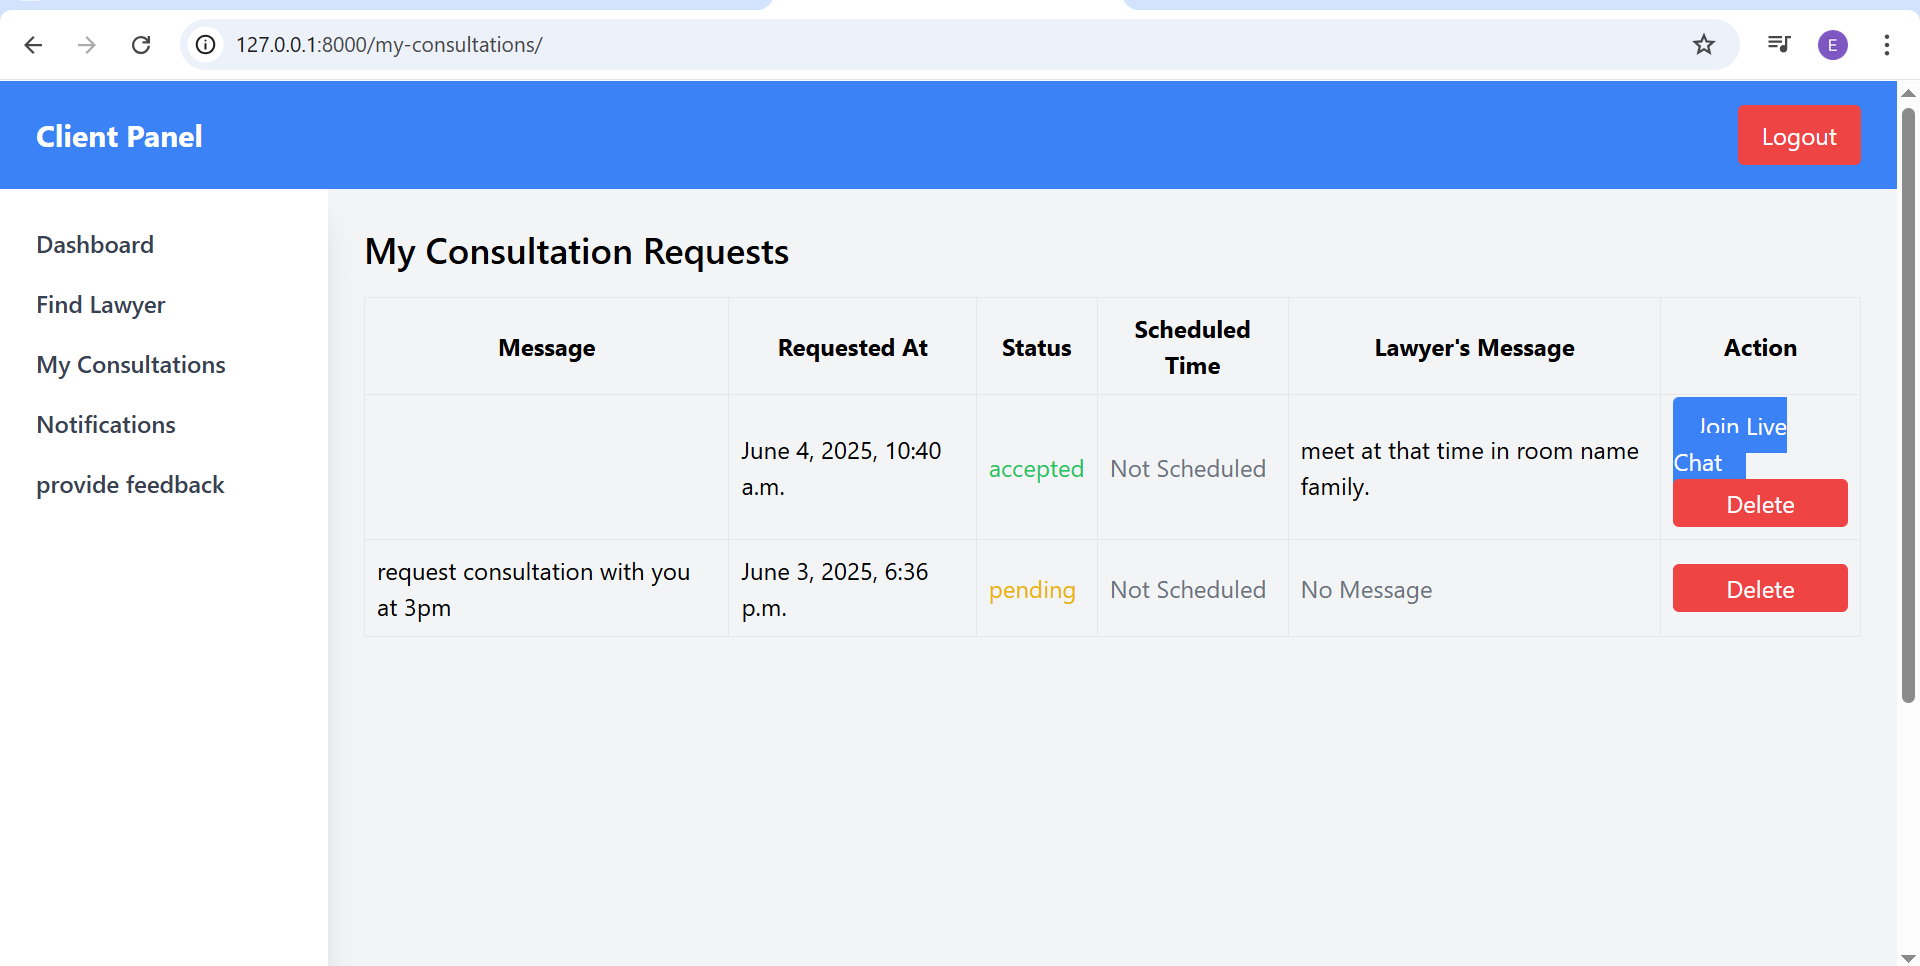 127.0.0.1:8000/my-consultations/
E
Client Panel
Logout
Dashboard
Find Lawyer
My Consultations
Notifications
provide feedback
My Consultation Requests
Message
Requested At
Status
Scheduled
Time
Lawyer's Message
Action
June 4, 2025, 10:40
a.m.
accepted
Not Scheduled
meet at that time in room name
family.
Join Live
Chat
Delete
request consultation with you
at 3pm
June 3, 2025, 6:36
p.m.
pending
Not Scheduled
No Message
Delete